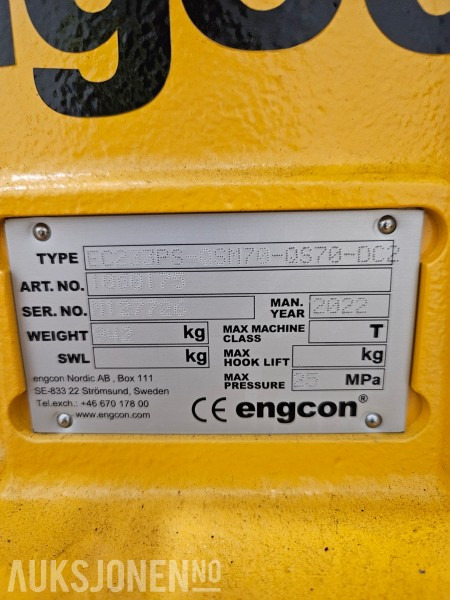 ngcon
TYPE QSM70-QS70-DC2
ART. NO.
SER. NO. MAN. YEAR 2022
WEIGHT kg MAX MACHINE CLASS T
SWL kg MAX HOOK LIFT kg
MAX PRESSURE 25 MPa
engcon Nordic AB , Box 111
SE-833 22 Strömsund, Sweden
Tel.exch.: +46 670 178 00
www.engcon.com
CE engcon®
AUKSJONEN.NO